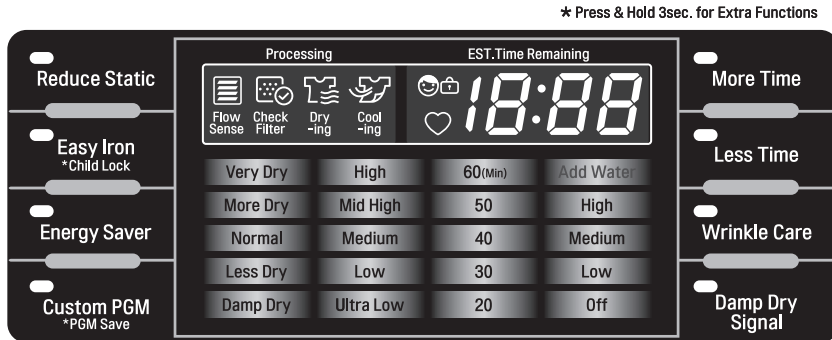 * Press & Hold 3sec. for Extra Functions
Processing
EST.Time Remaining
Reduce Static
Easy Iron
*Child Lock
Energy Saver
Custom PGM
*PGM Save
Flow
Sense
Check
Filter
Dry
-ing
Cool
-ing
18:88
Very Dry High 60(Min) Add Water
More Dry Mid High 50 High
Normal Medium 40 Medium
Less Dry Low 30 Low
Damp Dry Ultra Low 20 Off
More Time
Less Time
Wrinkle Care
Damp Dry
Signal